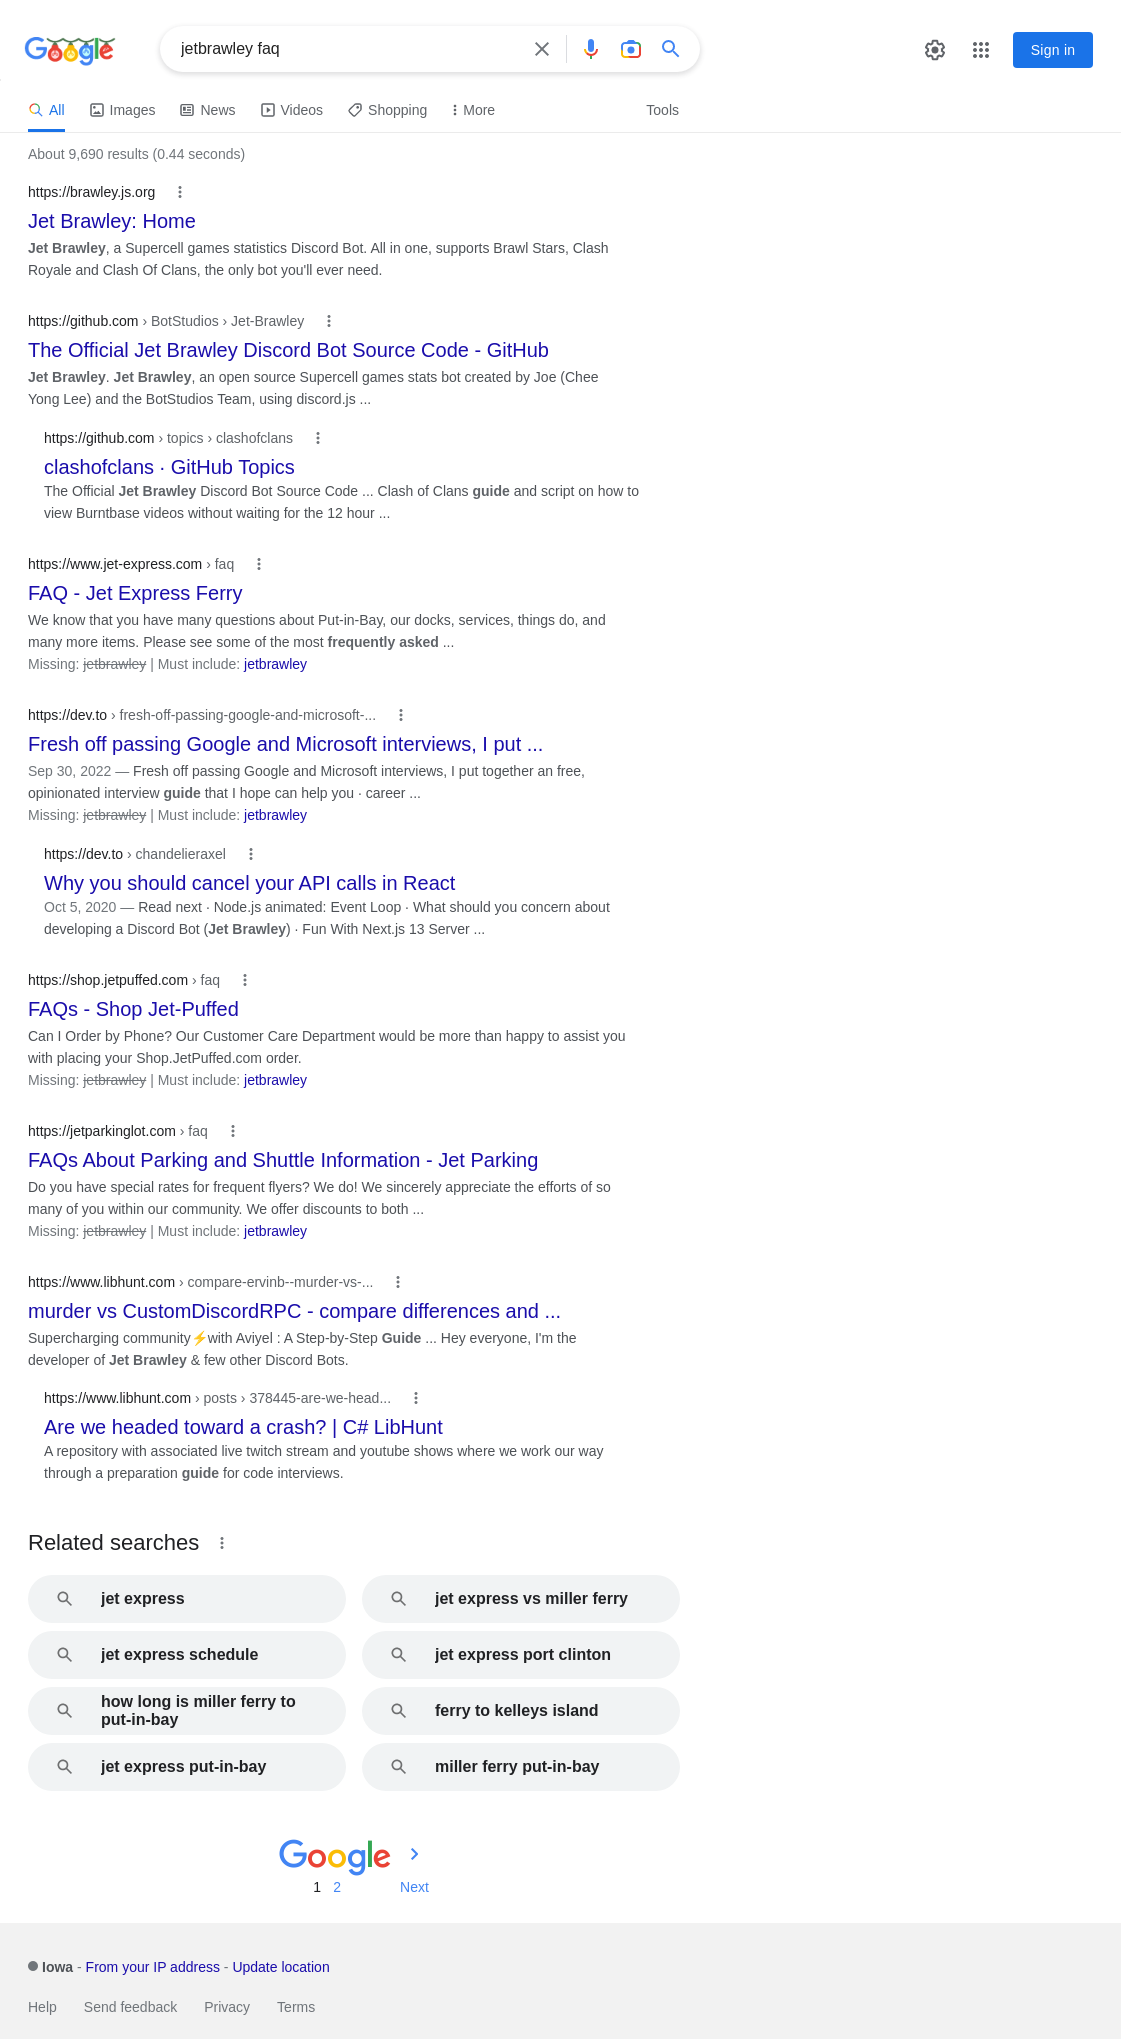 Google
jetbrawley faq
Sign in
All
Images
News
Videos
Shopping
More
Tools
About 9,690 results (0.44 seconds)
https://brawley.js.org
Jet Brawley: Home
Jet Brawley, a Supercell games statistics Discord Bot. All in one, supports Brawl Stars, Clash
Royale and Clash Of Clans, the only bot you'll ever need.
https://github.com › BotStudios › Jet-Brawley
The Official Jet Brawley Discord Bot Source Code - GitHub
Jet Brawley. Jet Brawley, an open source Supercell games stats bot created by Joe (Chee
Yong Lee) and the BotStudios Team, using discord.js ...
https://github.com › topics › clashofclans
clashofclans · GitHub Topics
The Official Jet Brawley Discord Bot Source Code ... Clash of Clans guide and script on how to
view Burntbase videos without waiting for the 12 hour ...
https://www.jet-express.com › faq
FAQ - Jet Express Ferry
We know that you have many questions about Put-in-Bay, our docks, services, things do, and
many more items. Please see some of the most frequently asked ...
Missing: jetbrawley | Must include: jetbrawley
https://dev.to › fresh-off-passing-google-and-microsoft-...
Fresh off passing Google and Microsoft interviews, I put ...
Sep 30, 2022 — Fresh off passing Google and Microsoft interviews, I put together an free,
opinionated interview guide that I hope can help you · career ...
Missing: jetbrawley | Must include: jetbrawley
https://dev.to › chandelieraxel
Why you should cancel your API calls in React
Oct 5, 2020 — Read next · Node.js animated: Event Loop · What should you concern about
developing a Discord Bot (Jet Brawley) · Fun With Next.js 13 Server ...
https://shop.jetpuffed.com › faq
FAQs - Shop Jet-Puffed
Can I Order by Phone? Our Customer Care Department would be more than happy to assist you
with placing your Shop.JetPuffed.com order.
Missing: jetbrawley | Must include: jetbrawley
https://jetparkinglot.com › faq
FAQs About Parking and Shuttle Information - Jet Parking
Do you have special rates for frequent flyers? We do! We sincerely appreciate the efforts of so
many of you within our community. We offer discounts to both ...
Missing: jetbrawley | Must include: jetbrawley
https://www.libhunt.com › compare-ervinb--murder-vs-...
murder vs CustomDiscordRPC - compare differences and ...
Supercharging community⚡with Aviyel : A Step-by-Step Guide ... Hey everyone, I'm the
developer of Jet Brawley & few other Discord Bots.
https://www.libhunt.com › posts › 378445-are-we-head...
Are we headed toward a crash? | C# LibHunt
A repository with associated live twitch stream and youtube shows where we work our way
through a preparation guide for code interviews.
Related searches
jet express
jet express vs miller ferry
jet express schedule
jet express port clinton
how long is miller ferry to
put-in-bay
ferry to kelleys island
jet express put-in-bay
miller ferry put-in-bay
Google
1 2 Next
Iowa - From your IP address - Update location
Help Send feedback Privacy Terms